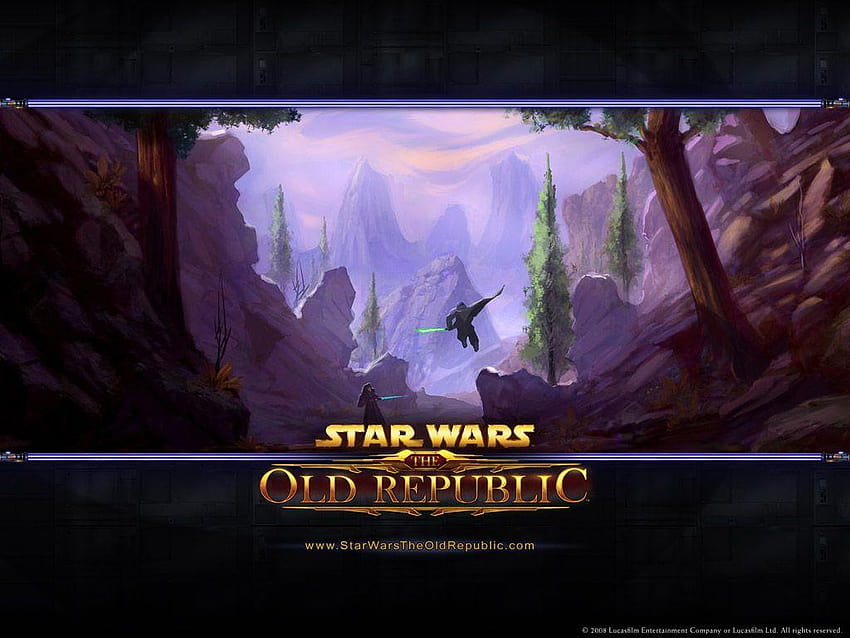 STAR WARS
THE
OLD REPUBLIC
www.StarWarsTheOldRepublic.com
© 2008 Lucasfilm Entertainment Company or Lucasfilm Ltd. All rights reserved.